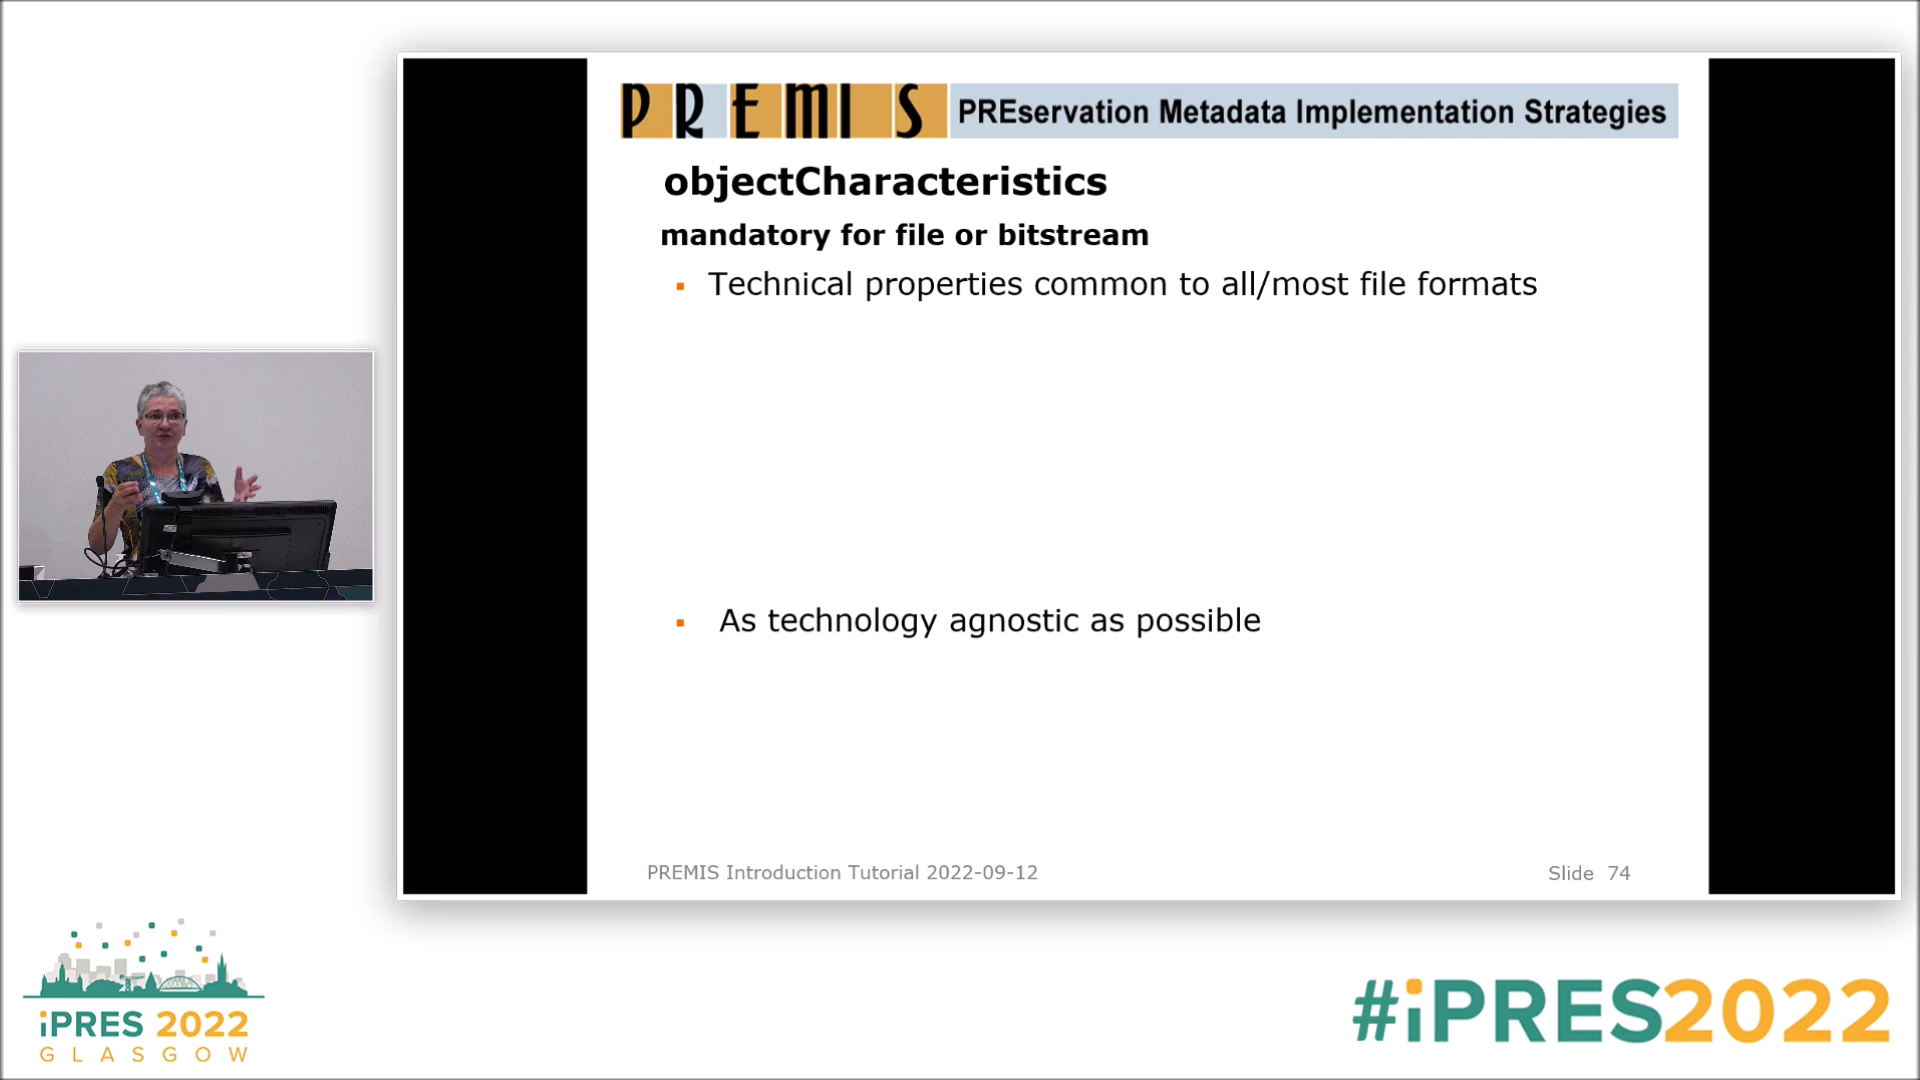 PREMIS PREservation Metadata Implementation Strategies
objectCharacteristics
mandatory for file or bitstream
Technical properties common to all/most file formats
As technology agnostic as possible
PREMIS Introduction Tutorial 2022-09-12 Slide 74
iPRES 2022
GLASGOW
#iPRES2022